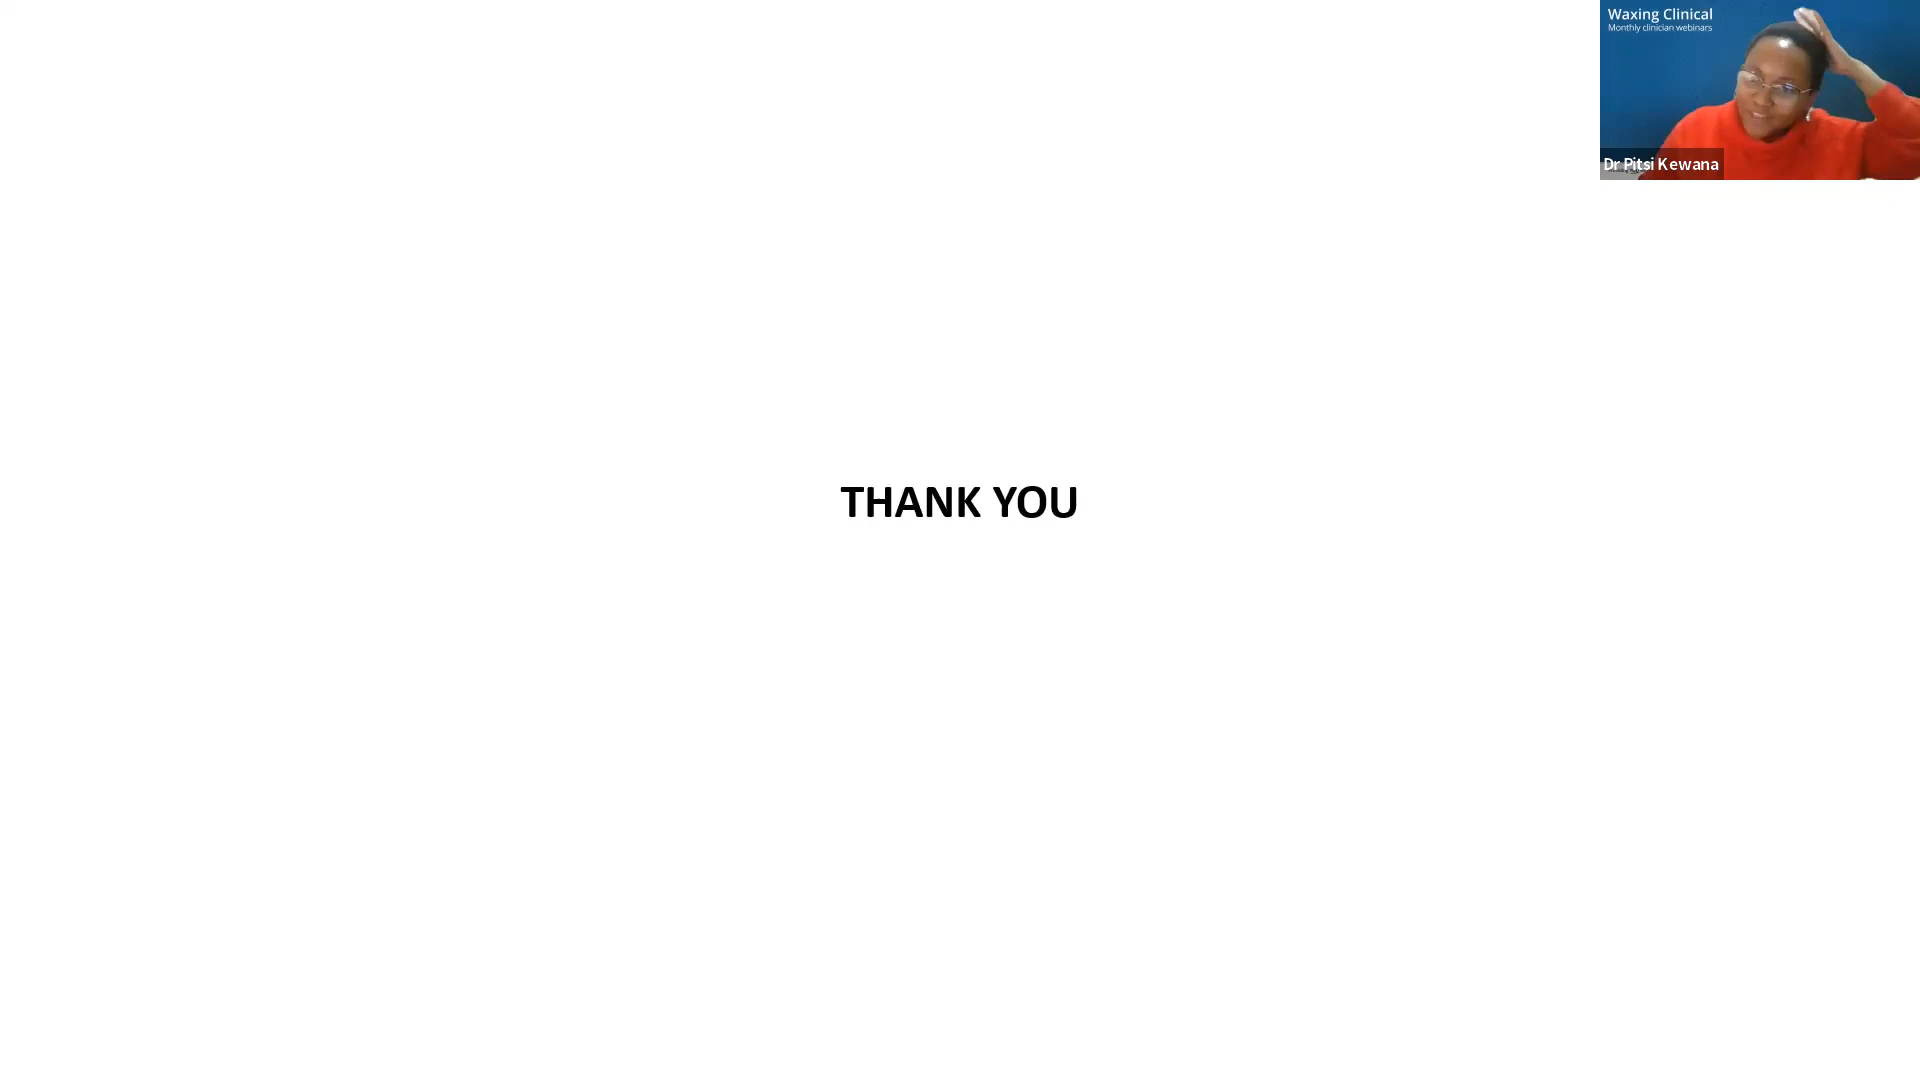 Waxing Clinical
Monthly clinician webinars
Dr Pitsi Kewana
THANK YOU